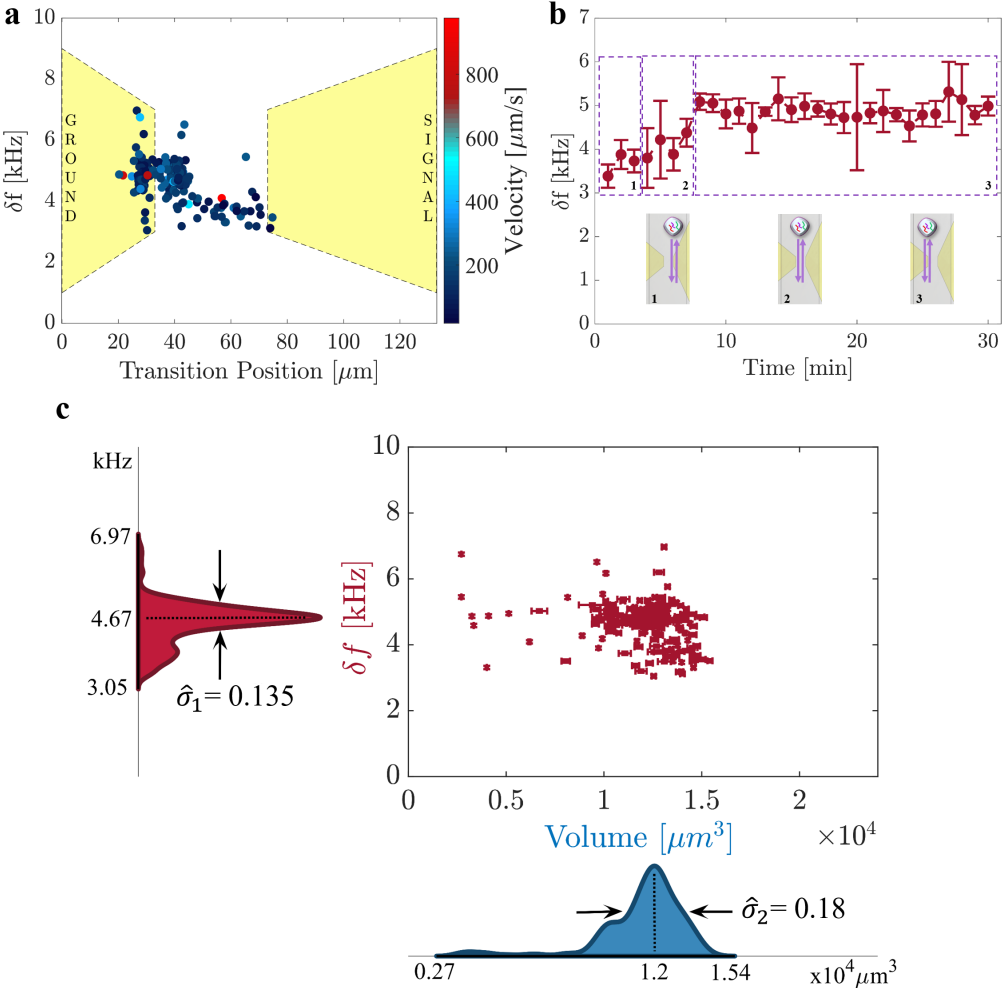 a
10
8
6
4
2
0
δf [kHz]
GROUND
SIGNAL
0 20 40 60 80 100 120
Transition Position [μm]
800
600
400
200
Velocity [μm/s]
b
7
6
5
4
3
2
1
0
δf [kHz]
1 2 3
1 2 3
0 10 20 30
Time [min]
c
kHz
6.97
4.67
3.05
σ̂₁= 0.135
10
8
6
4
2
0
δf [kHz]
0 0.5 1 1.5 2
Volume [μm³] ×10⁴
σ̂₂= 0.18
0.27 1.2 1.54 x10⁴μm³